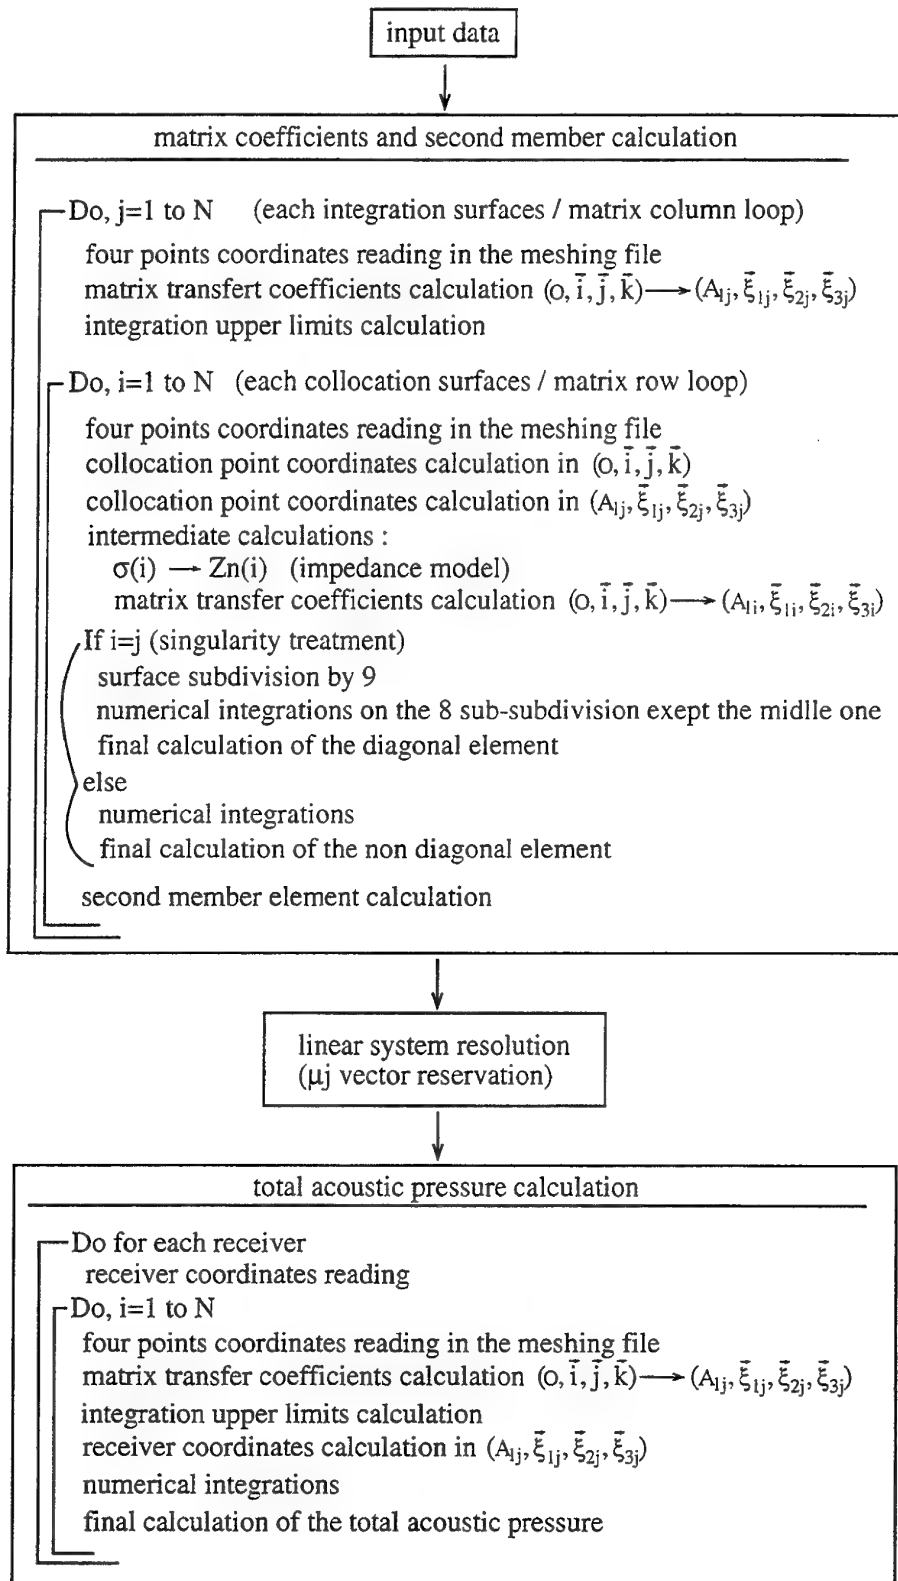 input data
matrix coefficients and second member calculation
Do, j=1 to N (each integration surfaces / matrix column loop)
four points coordinates reading in the meshing file
matrix transfert coefficients calculation (o, i⃗, j⃗, k⃗)⟶(A₁ⱼ, ξ⃗₁ⱼ, ξ⃗₂ⱼ, ξ⃗₃ⱼ)
integration upper limits calculation
Do, i=1 to N (each collocation surfaces / matrix row loop)
four points coordinates reading in the meshing file
collocation point coordinates calculation in (o, i⃗, j⃗, k⃗)
collocation point coordinates calculation in (A₁ⱼ, ξ⃗₁ⱼ, ξ⃗₂ⱼ, ξ⃗₃ⱼ)
intermediate calculations :
σ(i) → Zn(i) (impedance model)
matrix transfer coefficients calculation (o, i⃗, j⃗, k⃗)⟶(A₁ᵢ, ξ⃗₁ᵢ, ξ⃗₂ᵢ, ξ⃗₃ᵢ)
If i=j (singularity treatment)
surface subdivision by 9
numerical integrations on the 8 sub-subdivision exept the midlle one
final calculation of the diagonal element
else
numerical integrations
final calculation of the non diagonal element
second member element calculation
linear system resolution
(μj vector reservation)
total acoustic pressure calculation
Do for each receiver
receiver coordinates reading
Do, i=1 to N
four points coordinates reading in the meshing file
matrix transfer coefficients calculation (o, i⃗, j⃗, k⃗)⟶(A₁ⱼ, ξ⃗₁ⱼ, ξ⃗₂ⱼ, ξ⃗₃ⱼ)
integration upper limits calculation
receiver coordinates calculation in (A₁ⱼ, ξ⃗₁ⱼ, ξ⃗₂ⱼ, ξ⃗₃ⱼ)
numerical integrations
final calculation of the total acoustic pressure